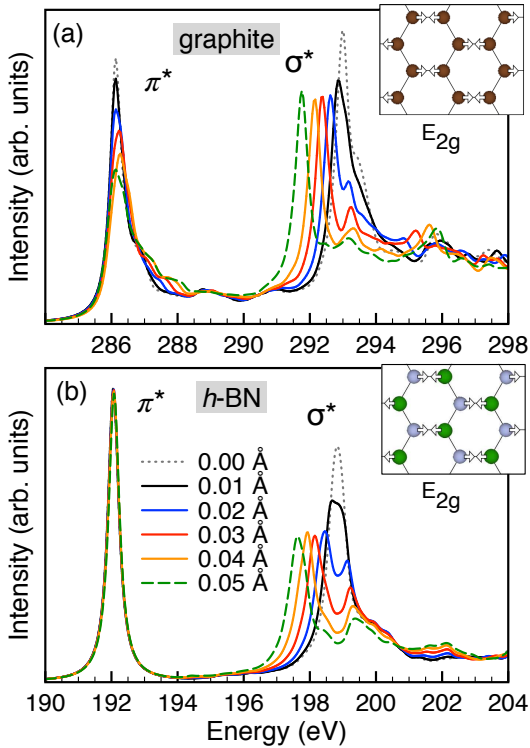 (a)
graphite
π*
σ*
E2g
Intensity (arb. units)
286 288 290 292 294 296 298
(b)
h-BN
π*
σ*
E2g
0.00 Å
0.01 Å
0.02 Å
0.03 Å
0.04 Å
0.05 Å
Intensity (arb. units)
190 192 194 196 198 200 202 204
Energy (eV)